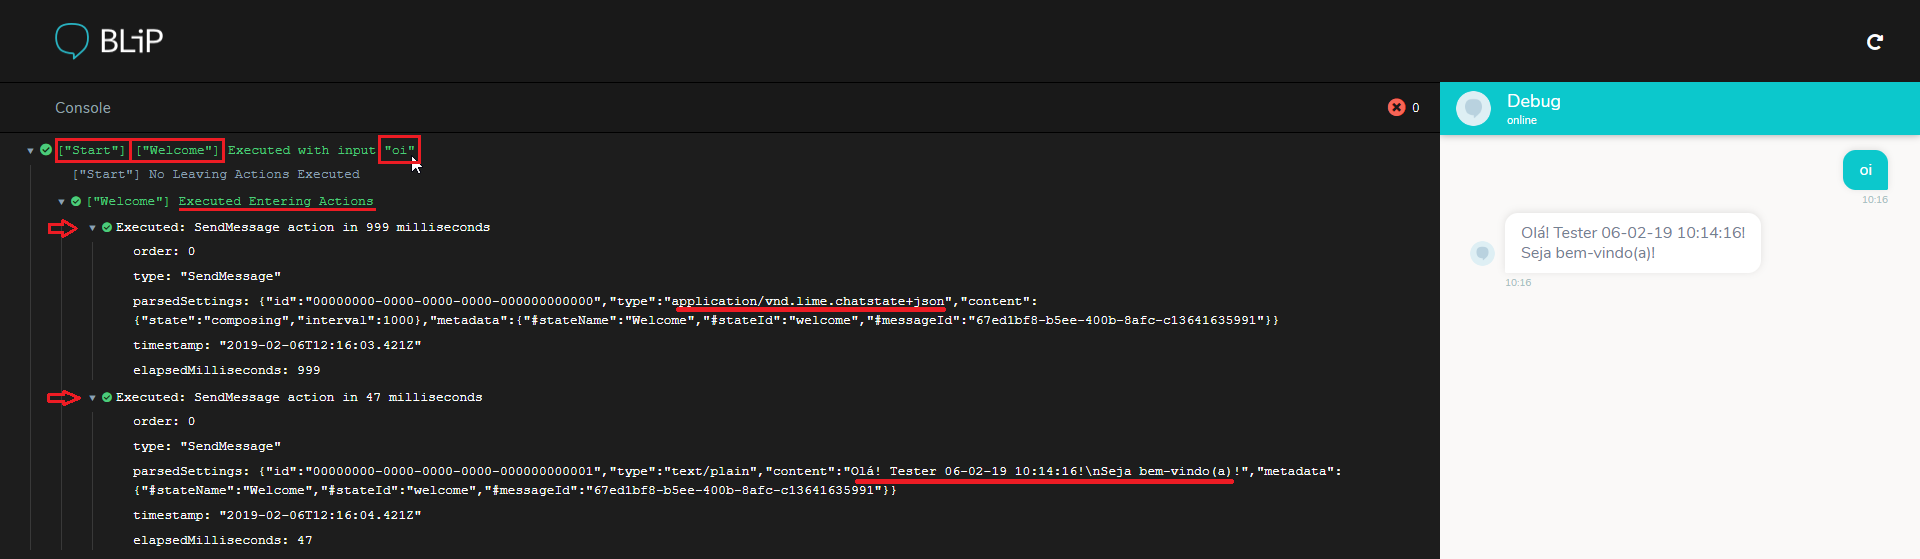 BLiP
Console
0
["Start"] ["Welcome"] Executed with input "oi"
["Start"] No Leaving Actions Executed
["Welcome"] Executed Entering Actions
Executed: SendMessage action in 999 milliseconds
order: 0
type: "SendMessage"
parsedSettings: {"id":"00000000-0000-0000-0000-000000000000","type":"application/vnd.lime.chatstate+json","content":
{"state":"composing","interval":1000},"metadata":{"#stateName":"Welcome","#stateId":"welcome","#messageId":"67ed1bf8-b5ee-400b-8afc-c13641635991"}}
timestamp: "2019-02-06T12:16:03.421Z"
elapsedMilliseconds: 999
Executed: SendMessage action in 47 milliseconds
order: 0
type: "SendMessage"
parsedSettings: {"id":"00000000-0000-0000-0000-000000000001","type":"text/plain","content":"Olá! Tester 06-02-19 10:14:16!\nSeja bem-vindo(a)!","metadata":
{"#stateName":"Welcome","#stateId":"welcome","#messageId":"67ed1bf8-b5ee-400b-8afc-c13641635991"}}
timestamp: "2019-02-06T12:16:04.421Z"
elapsedMilliseconds: 47
Debug
online
oi
10:16
Olá! Tester 06-02-19 10:14:16!
Seja bem-vindo(a)!
10:16